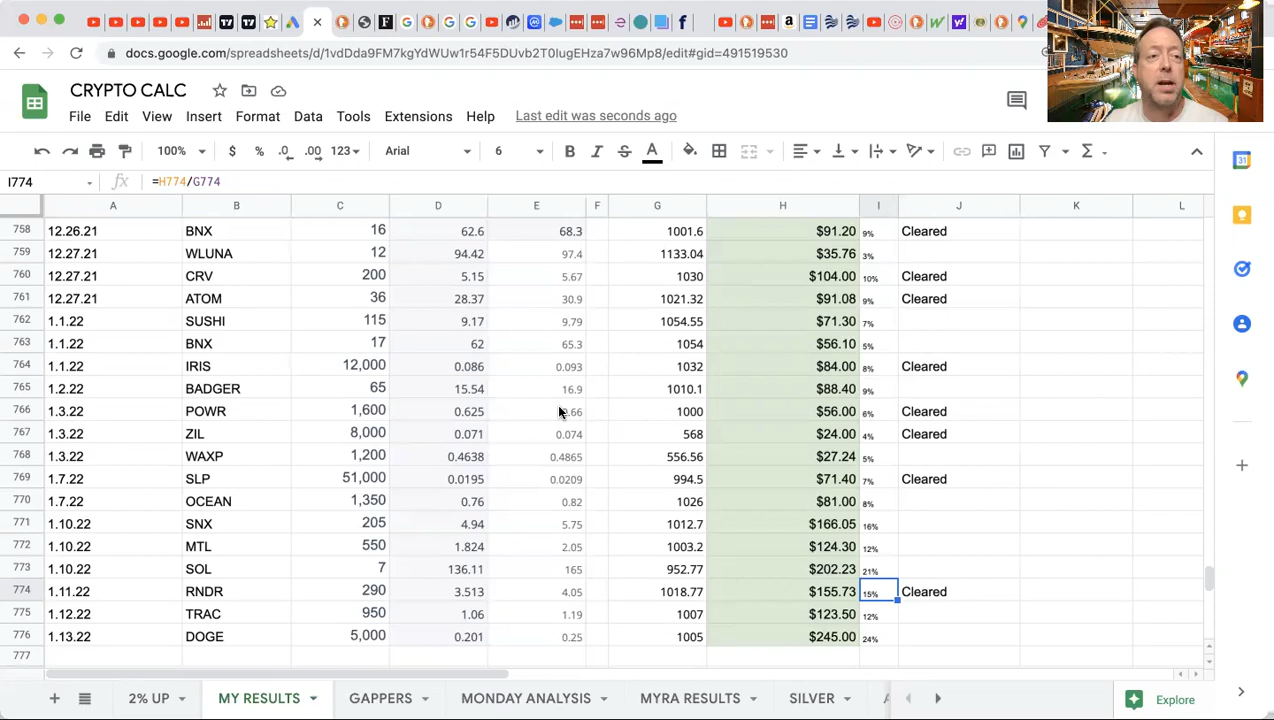 docs.google.com/spreadsheets/d/1vdDda9FM7kgYdWUw1r54F5DUvb2T0lugEHza7w96Mp8/edit#gid=491519530
CRYPTO CALC
File Edit View Insert Format Data Tools Extensions Help Last edit was seconds ago
100% $ % .0 .00 123 Arial 6 B I S A
I774 fx =H774/G774
A B C D E F G H I J K L
758 12.26.21 BNX 16 62.6 68.3 1001.6 $91.20 9% Cleared
759 12.27.21 WLUNA 12 94.42 97.4 1133.04 $35.76 3%
760 12.27.21 CRV 200 5.15 5.67 1030 $104.00 10% Cleared
761 12.27.21 ATOM 36 28.37 30.9 1021.32 $91.08 9% Cleared
762 1.1.22 SUSHI 115 9.17 9.79 1054.55 $71.30 7%
763 1.1.22 BNX 17 62 65.3 1054 $56.10 5%
764 1.1.22 IRIS 12,000 0.086 0.093 1032 $84.00 8% Cleared
765 1.2.22 BADGER 65 15.54 16.9 1010.1 $88.40 9%
766 1.3.22 POWR 1,600 0.625 .66 1000 $56.00 6% Cleared
767 1.3.22 ZIL 8,000 0.071 0.074 568 $24.00 4% Cleared
768 1.3.22 WAXP 1,200 0.4638 0.4865 556.56 $27.24 5%
769 1.7.22 SLP 51,000 0.0195 0.0209 994.5 $71.40 7% Cleared
770 1.7.22 OCEAN 1,350 0.76 0.82 1026 $81.00 8%
771 1.10.22 SNX 205 4.94 5.75 1012.7 $166.05 16%
772 1.10.22 MTL 550 1.824 2.05 1003.2 $124.30 12%
773 1.10.22 SOL 7 136.11 165 952.77 $202.23 21%
774 1.11.22 RNDR 290 3.513 4.05 1018.77 $155.73 15% Cleared
775 1.12.22 TRAC 950 1.06 1.19 1007 $123.50 12%
776 1.13.22 DOGE 5,000 0.201 0.25 1005 $245.00 24%
777
2% UP MY RESULTS GAPPERS MONDAY ANALYSIS MYRA RESULTS SILVER Explore